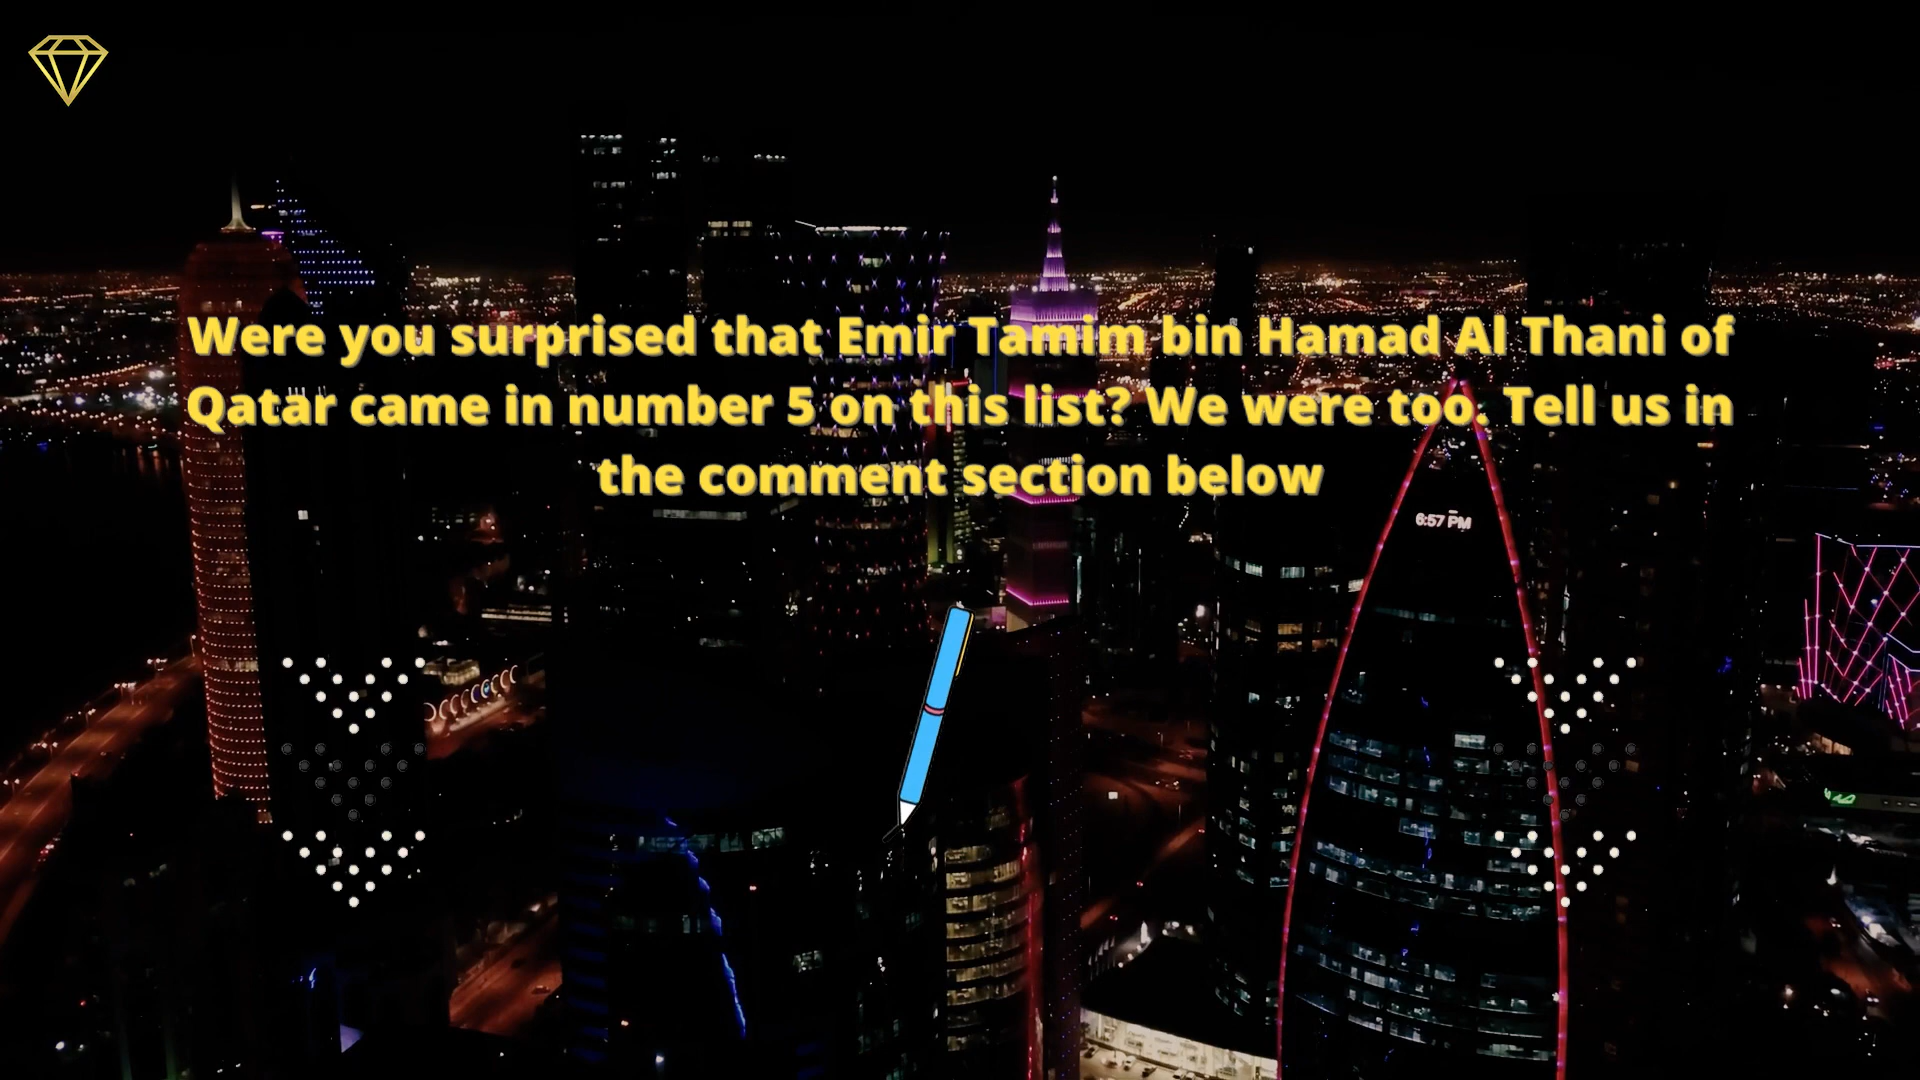 Were you surprised that Emir Tamim bin Hamad Al Thani of
Qatar came in number 5 on this list? We were too. Tell us in
the comment section below
6:57 PM